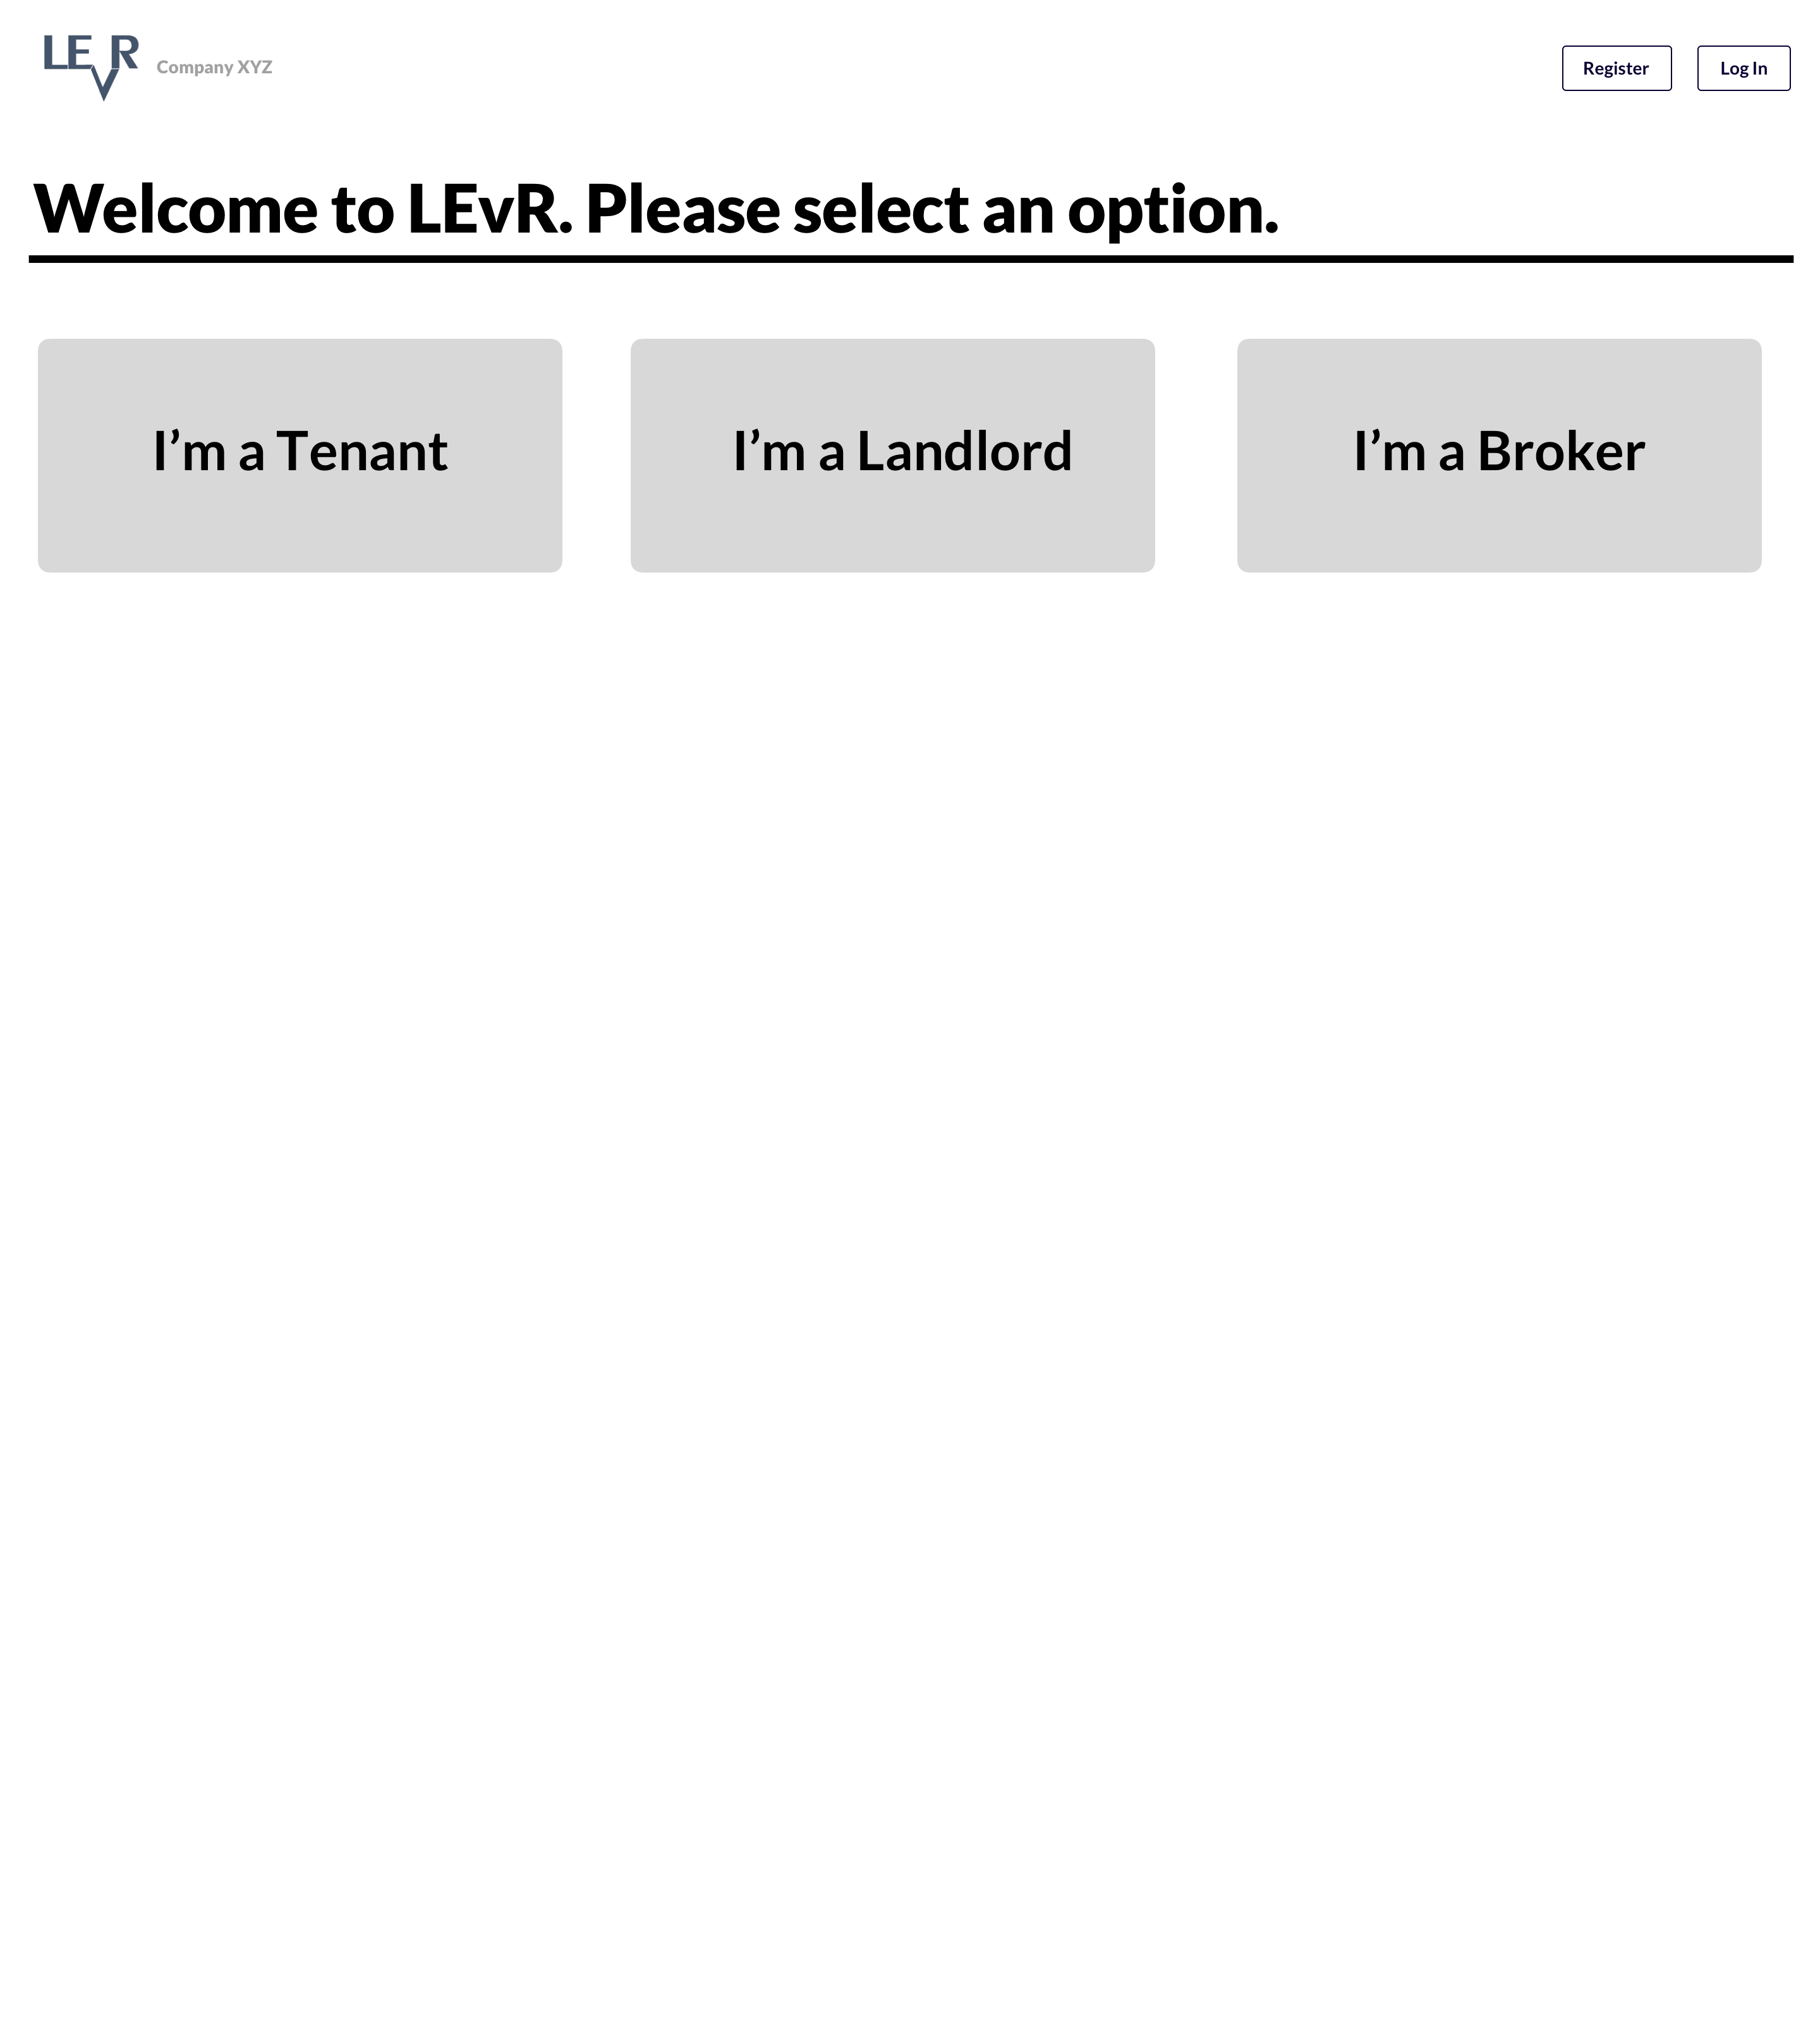 LEVR
Company XYZ
Register
Log In
Welcome to LEvR. Please select an option.
I’m a Tenant
I’m a Landlord
I’m a Broker